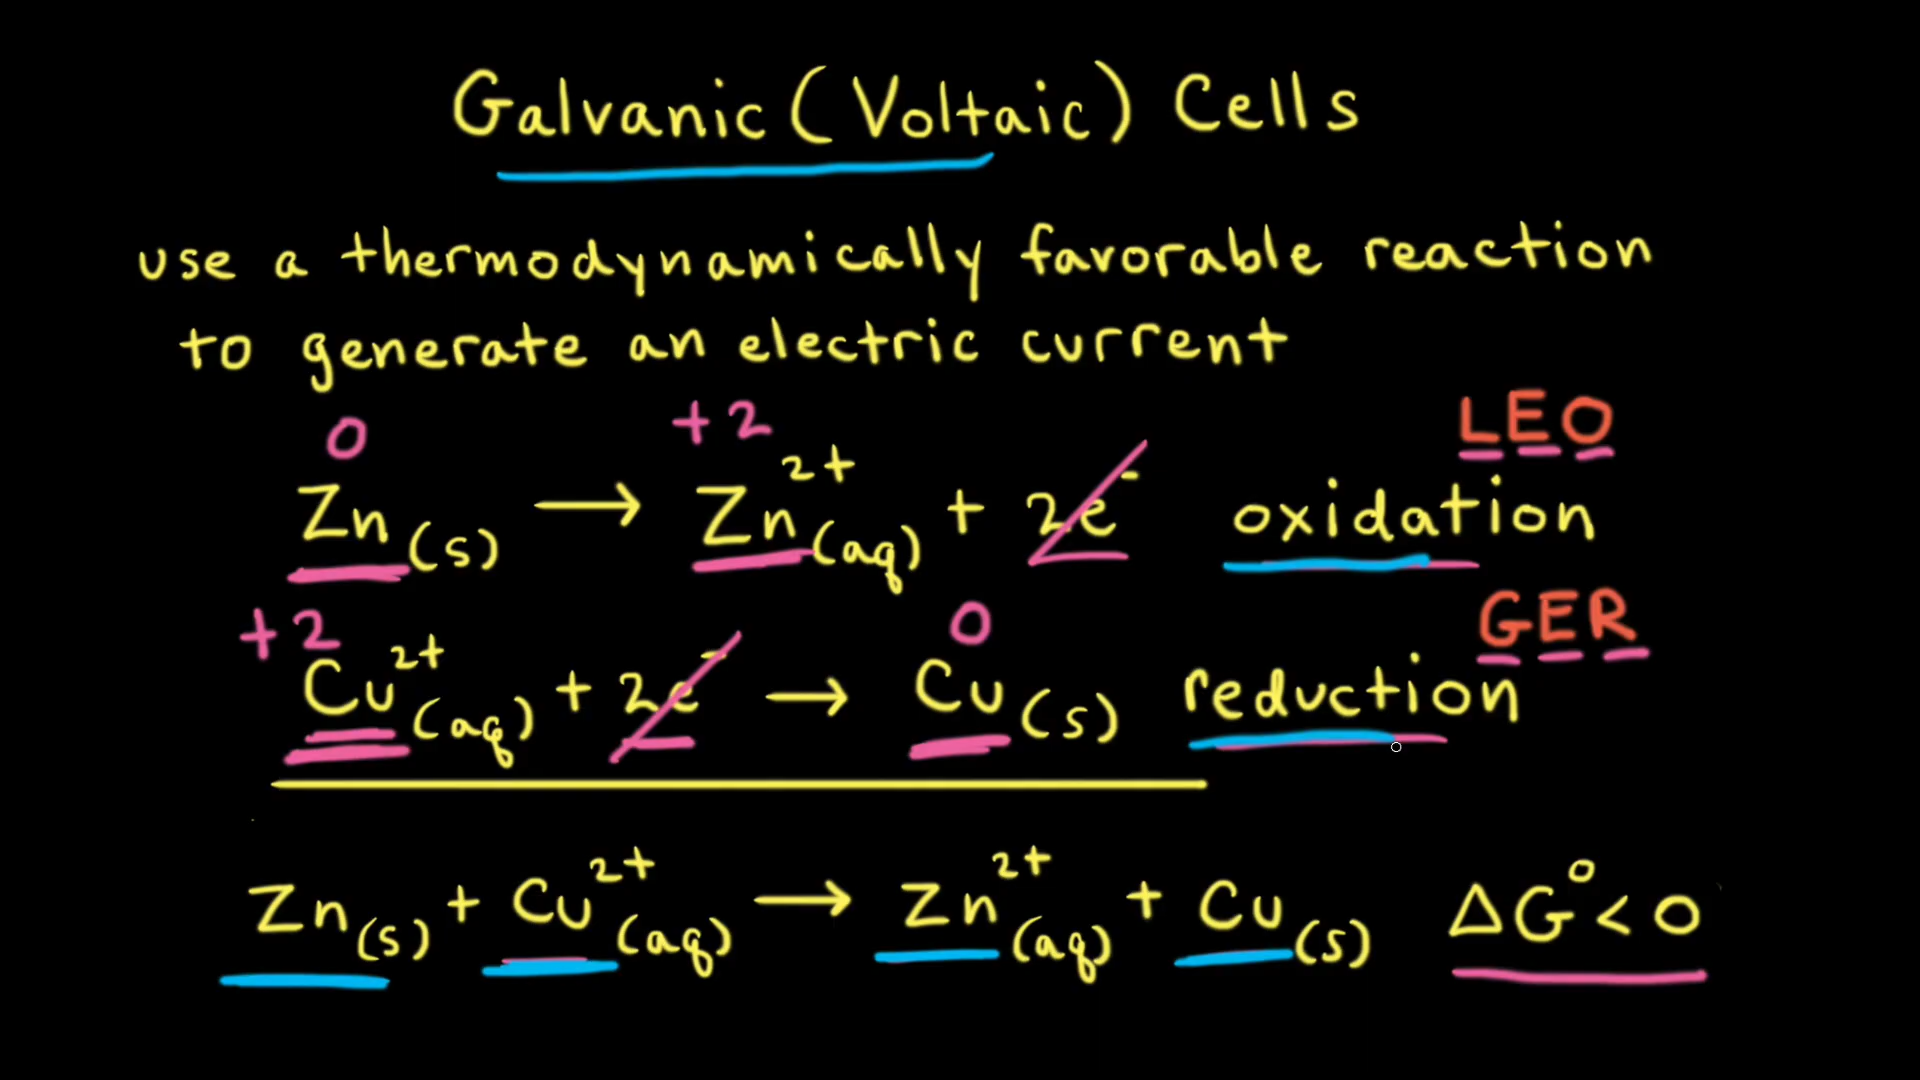 Galvanic (Voltaic) Cells
use a thermodynamically favorable reaction
to generate an electric current
0 +2 LEO
Zn(s) → Zn²⁺(aq) + 2e⁻ oxidation
+2 0 GER
Cu²⁺(aq) + 2e⁻ → Cu(s) reduction
Zn(s) + Cu²⁺(aq) → Zn²⁺(aq) + Cu(s) ΔG° < 0